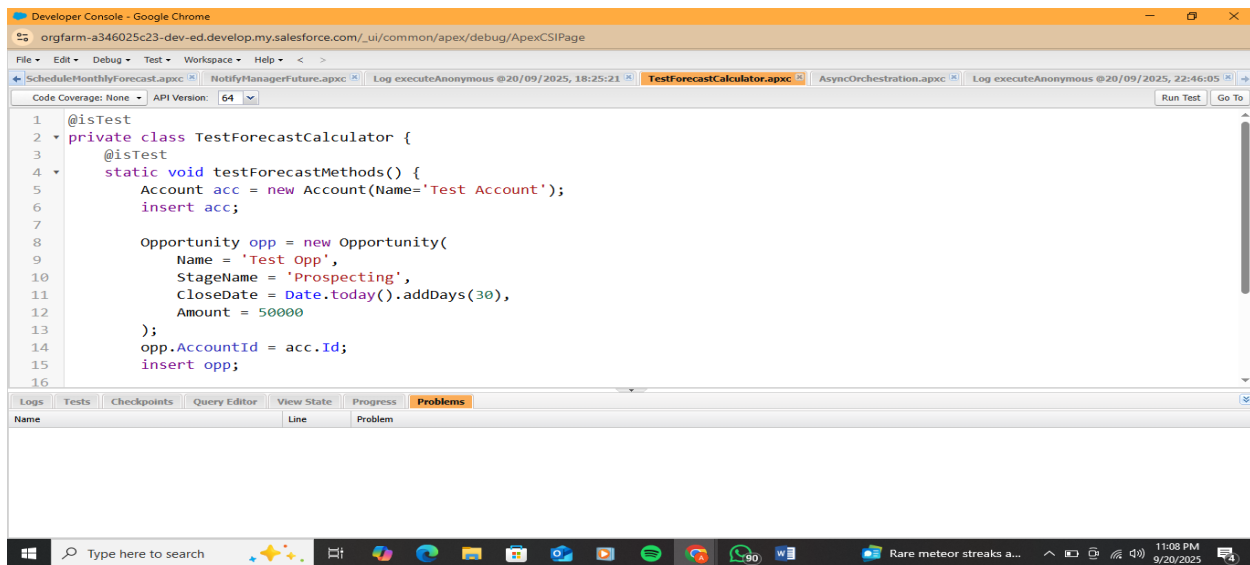 Developer Console - Google Chrome
orgfarm-a346025c23-dev-ed.develop.my.salesforce.com/_ui/common/apex/debug/ApexCSIPage
File Edit Debug Test Workspace Help < >
ScheduleMonthlyForecast.apxc NotifyManagerFuture.apxc Log executeAnonymous @20/09/2025, 18:25:21 TestForecastCalculator.apxc AsyncOrchestration.apxc Log executeAnonymous @20/09/2025, 22:46:05
Code Coverage: None API Version: 64 Run Test Go To
1 @isTest
2 private class TestForecastCalculator {
3 @isTest
4 static void testForecastMethods() {
5 Account acc = new Account(Name='Test Account');
6 insert acc;
7
8 Opportunity opp = new Opportunity(
9 Name = 'Test Opp',
10 StageName = 'Prospecting',
11 CloseDate = Date.today().addDays(30),
12 Amount = 50000
13 );
14 opp.AccountId = acc.Id;
15 insert opp;
16
Logs Tests Checkpoints Query Editor View State Progress Problems
Name Line Problem
Type here to search 90 Rare meteor streaks a... 11:08 PM
9/20/2025 4